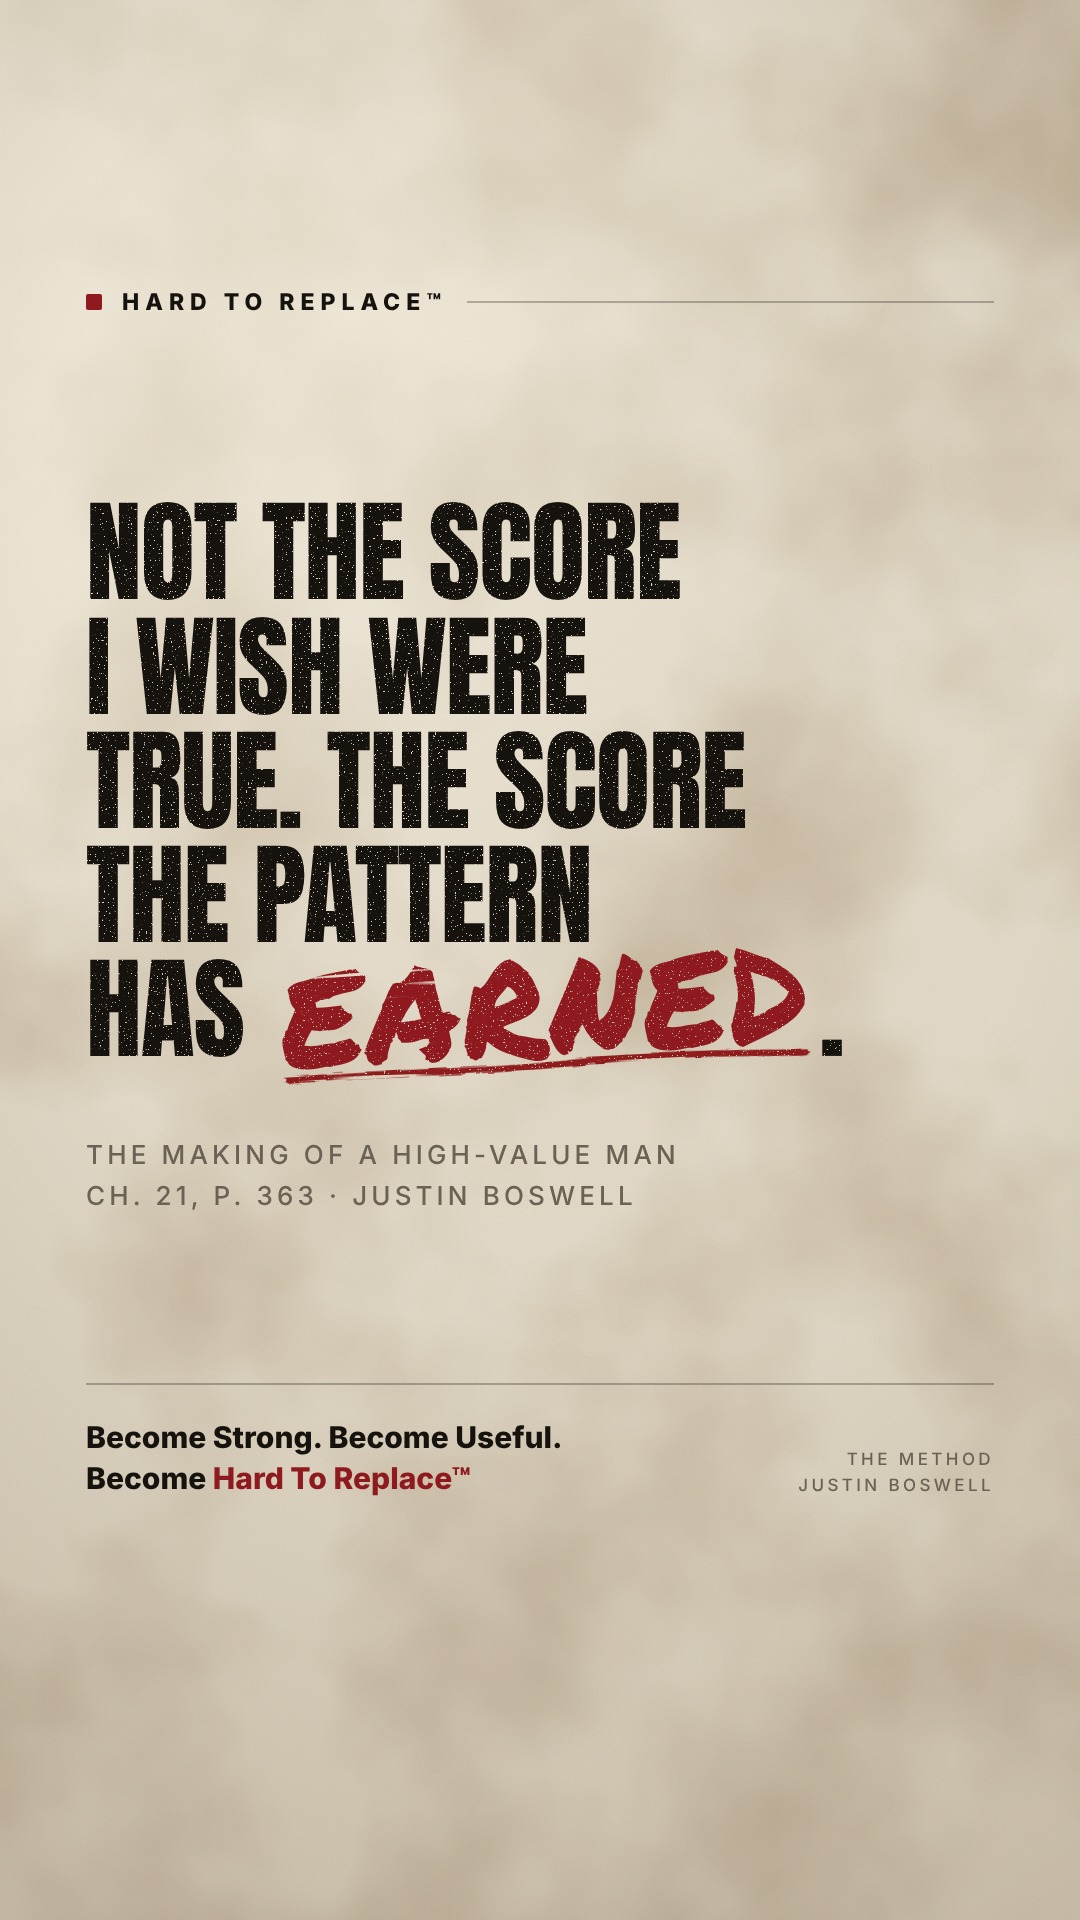 HARD TO REPLACE™
NOT THE SCORE
I WISH WERE
TRUE. THE SCORE
THE PATTERN
HAS EARNED.
THE MAKING OF A HIGH-VALUE MAN
CH. 21, P. 363 · JUSTIN BOSWELL
Become Strong. Become Useful.
Become Hard To Replace™
THE METHOD
JUSTIN BOSWELL